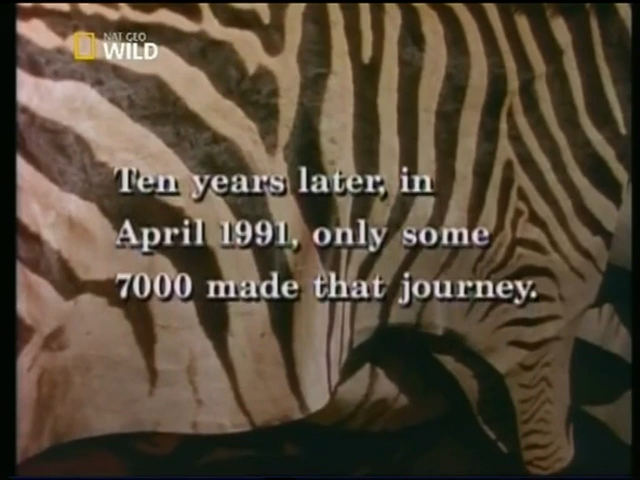 NAT GEO
WILD
Ten years later, in
April 1991, only some
7000 made that journey.